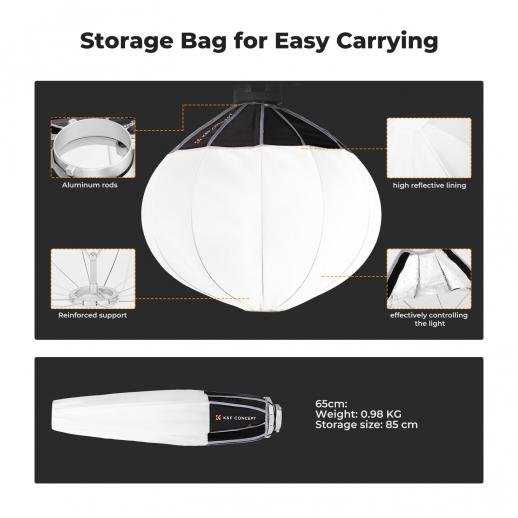 Storage Bag for Easy Carrying
K&F CONCEPT
Aluminum rods
high reflective lining
Reinforced support
effectively controlling
the light
K&F CONCEPT
65cm:
Weight: 0.98 KG
Storage size: 85 cm